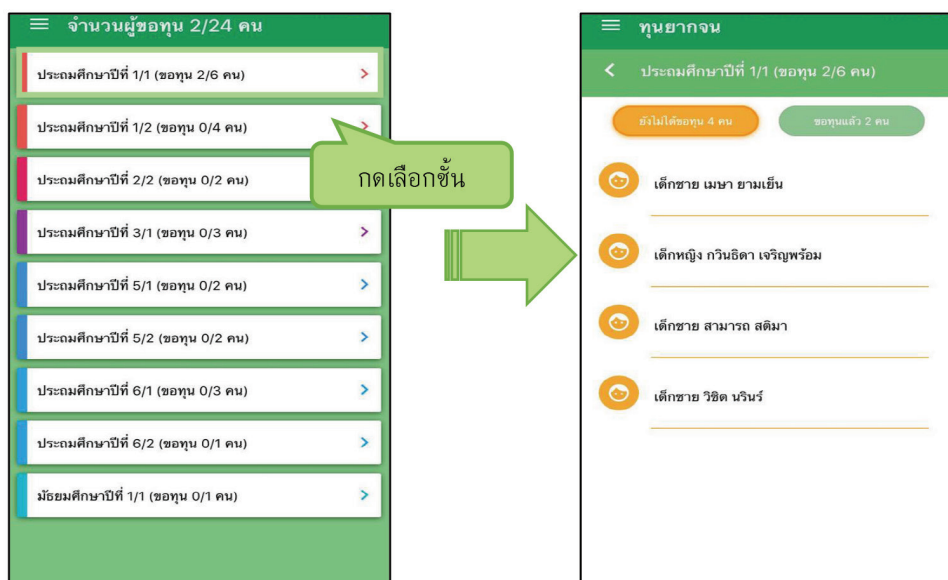 จำนวนผู้ขอทุน 2/24 คน
ประถมศึกษาปีที่ 1/1 (ขอทุน 2/6 คน)
ประถมศึกษาปีที่ 1/2 (ขอทุน 0/4 คน)
ประถมศึกษาปีที่ 2/2 (ขอทุน 0/2 คน)
ประถมศึกษาปีที่ 3/1 (ขอทุน 0/3 คน)
ประถมศึกษาปีที่ 5/1 (ขอทุน 0/2 คน)
ประถมศึกษาปีที่ 5/2 (ขอทุน 0/2 คน)
ประถมศึกษาปีที่ 6/1 (ขอทุน 0/3 คน)
ประถมศึกษาปีที่ 6/2 (ขอทุน 0/1 คน)
มัธยมศึกษาปีที่ 1/1 (ขอทุน 0/1 คน)
กดเลือกชั้น
ทุนยากจน
ประถมศึกษาปีที่ 1/1 (ขอทุน 2/6 คน)
ยังไม่ได้ขอทุน 4 คน
ขอทุนแล้ว 2 คน
เด็กชาย เมษา ยามเย็น
เด็กหญิง กวินธิดา เจริญพร้อม
เด็กชาย สามารถ สติมา
เด็กชาย วิชิต นรินร์